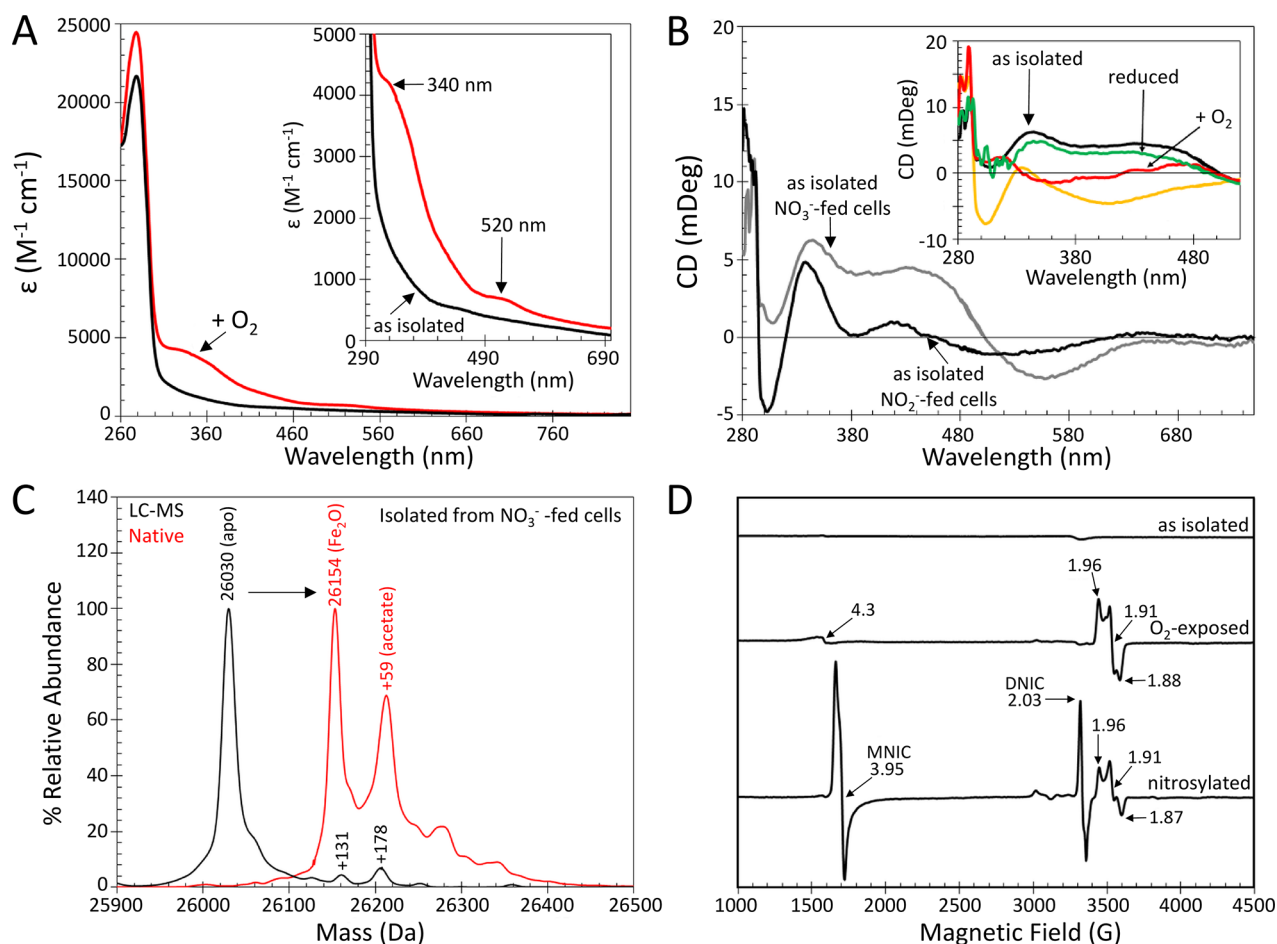 A
ε (M⁻¹ cm⁻¹)
25000
20000
15000
10000
5000
0
260
360
460
560
660
760
Wavelength (nm)
+ O₂
ε (M⁻¹ cm⁻¹)
5000
4000
3000
2000
1000
0
290
490
690
Wavelength (nm)
340 nm
520 nm
as isolated
B
CD (mDeg)
20
15
10
5
0
-5
280
380
480
580
680
Wavelength (nm)
as isolated
NO₃⁻-fed cells
as isolated
NO₂⁻-fed cells
CD (mDeg)
20
10
0
-10
280
380
480
Wavelength (nm)
as isolated
reduced
+ O₂
C
% Relative Abundance
140
120
100
80
60
40
20
0
25900
26000
26100
26200
26300
26400
26500
Mass (Da)
LC-MS
Native
Isolated from NO₃⁻ -fed cells
26030 (apo)
26154 (Fe₂O)
+59 (acetate)
+131
+178
D
as isolated
1.96
4.3
1.91
O₂-exposed
1.88
DNIC
2.03
1.96
MNIC
3.95
1.91
nitrosylated
1.87
1000
2000
3000
3500
4500
Magnetic Field (G)